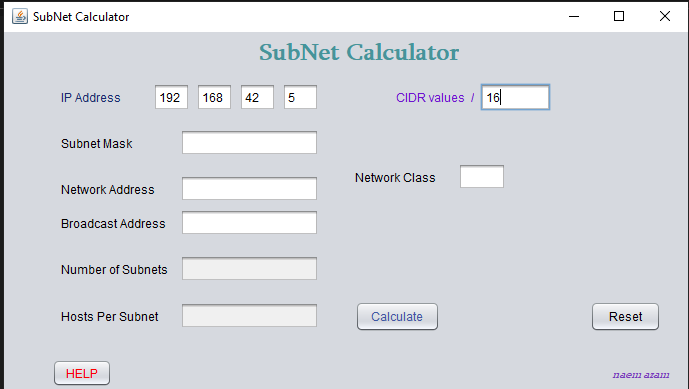 SubNet Calculator
SubNet Calculator
IP Address 192 168 42 5 CIDR values / 16
Subnet Mask
Network Class
Network Address
Broadcast Address
Number of Subnets
Hosts Per Subnet Calculate Reset
HELP naem azam